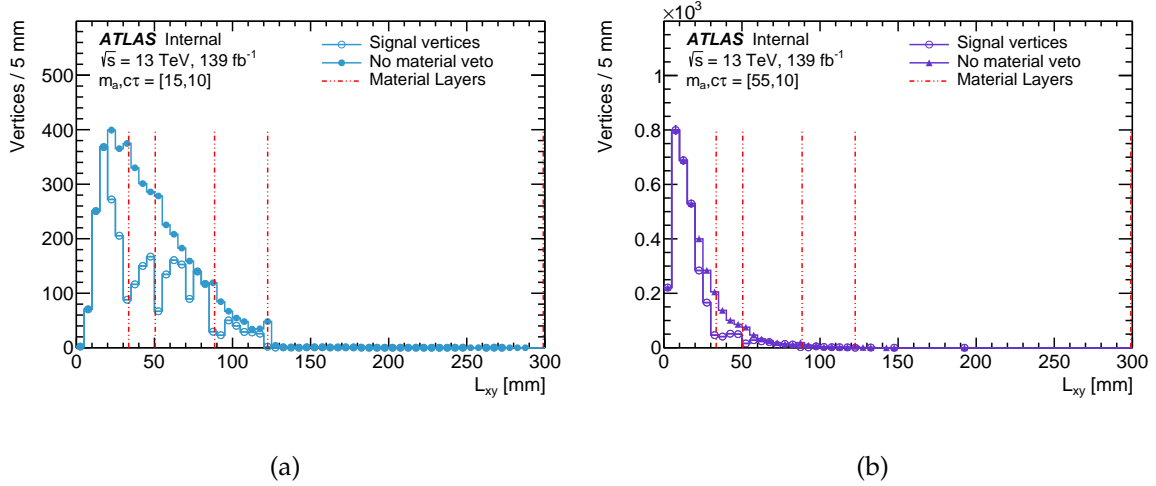 ATLAS Internal
√s = 13 TeV, 139 fb⁻¹
mₐ,cτ = [15,10]
Signal vertices
No material veto
Material Layers
Vertices / 5 mm
500
400
300
200
100
0
0 50 100 150 200 250 300
L_xy [mm]
(a)
×10³
ATLAS Internal
√s = 13 TeV, 139 fb⁻¹
mₐ,cτ = [55,10]
Signal vertices
No material veto
Material Layers
Vertices / 5 mm
1
0.8
0.6
0.4
0.2
0
0 50 100 150 200 250 300
L_xy [mm]
(b)